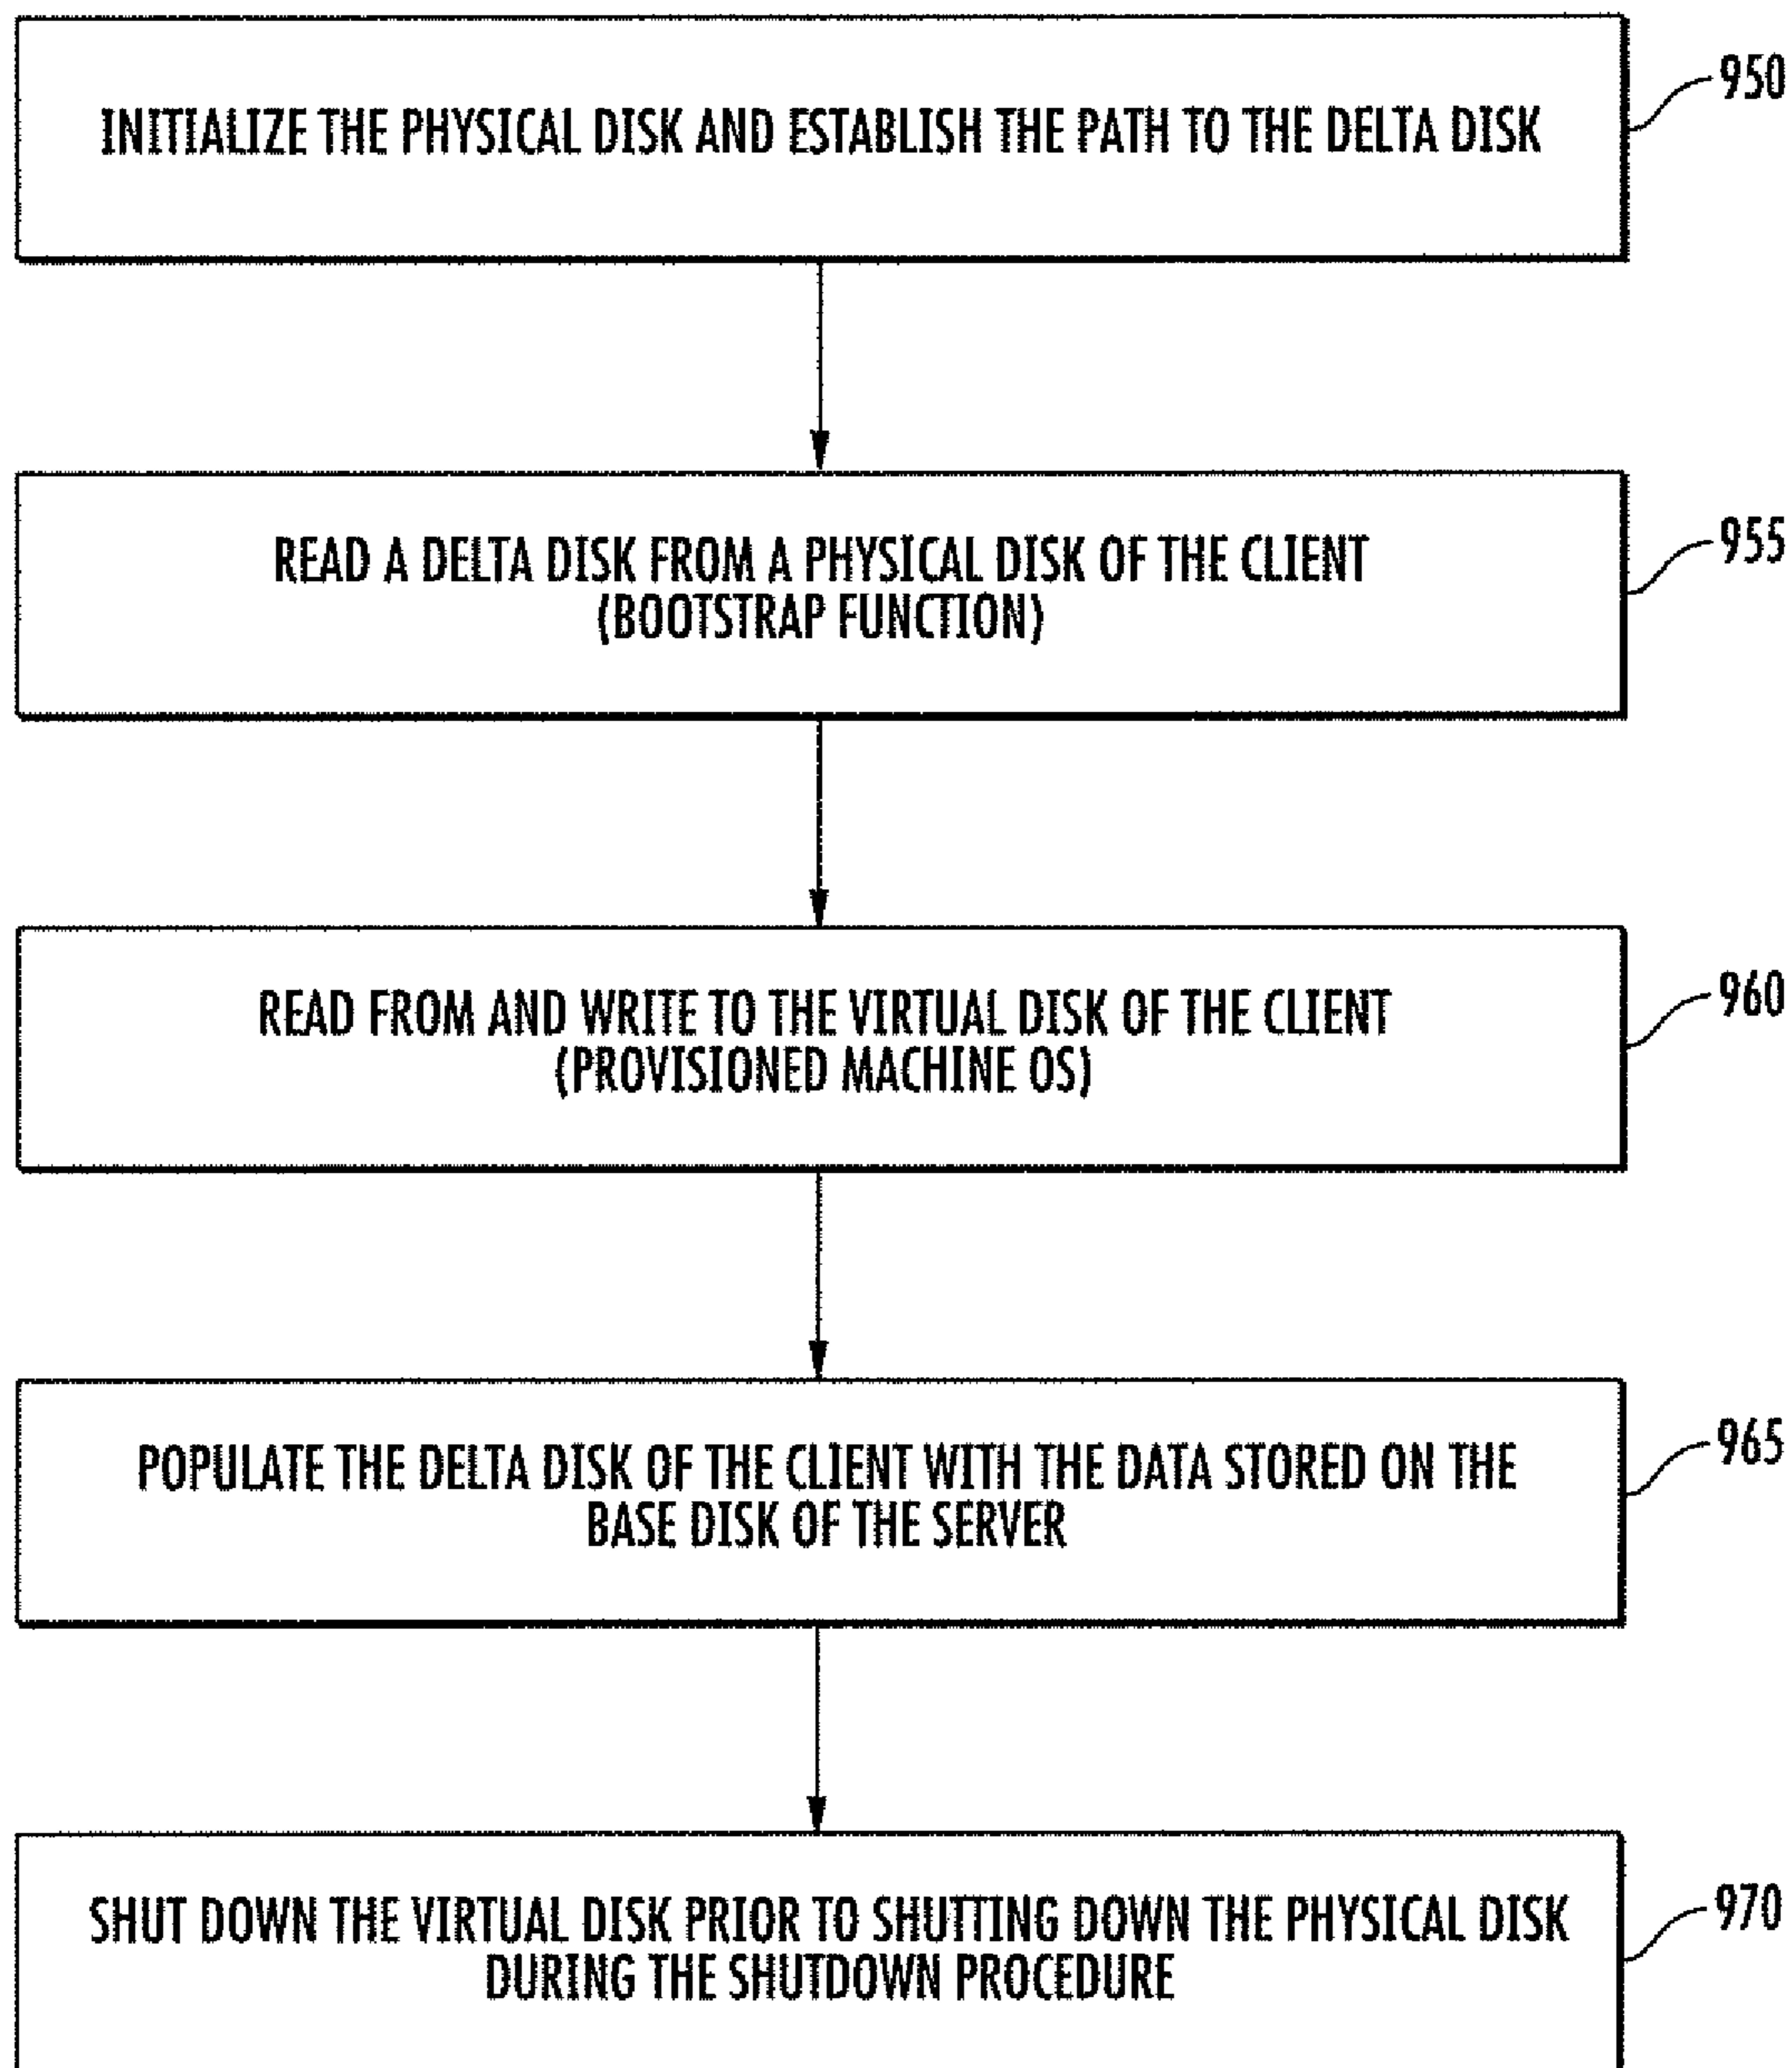 INITIALIZE THE PHYSICAL DISK AND ESTABLISH THE PATH TO THE DELTA DISK
950
READ A DELTA DISK FROM A PHYSICAL DISK OF THE CLIENT
(BOOTSTRAP FUNCTION)
955
READ FROM AND WRITE TO THE VIRTUAL DISK OF THE CLIENT
(PROVISIONED MACHINE OS)
960
POPULATE THE DELTA DISK OF THE CLIENT WITH THE DATA STORED ON THE
BASE DISK OF THE SERVER
965
SHUT DOWN THE VIRTUAL DISK PRIOR TO SHUTTING DOWN THE PHYSICAL DISK
DURING THE SHUTDOWN PROCEDURE
970